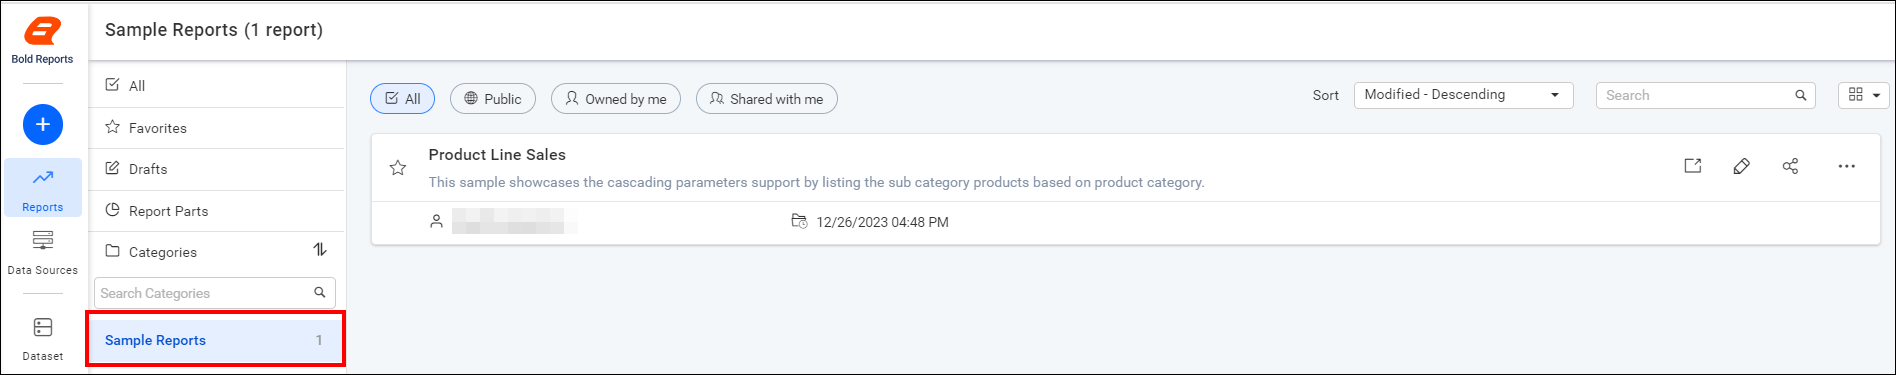 Bold Reports
Reports
Data Sources
Dataset
Sample Reports (1 report)
All
Favorites
Drafts
Report Parts
Categories
Search Categories
Sample Reports 1
All Public Owned by me Shared with me
Sort Modified - Descending Search
Product Line Sales
This sample showcases the cascading parameters support by listing the sub category products based on product category.
12/26/2023 04:48 PM